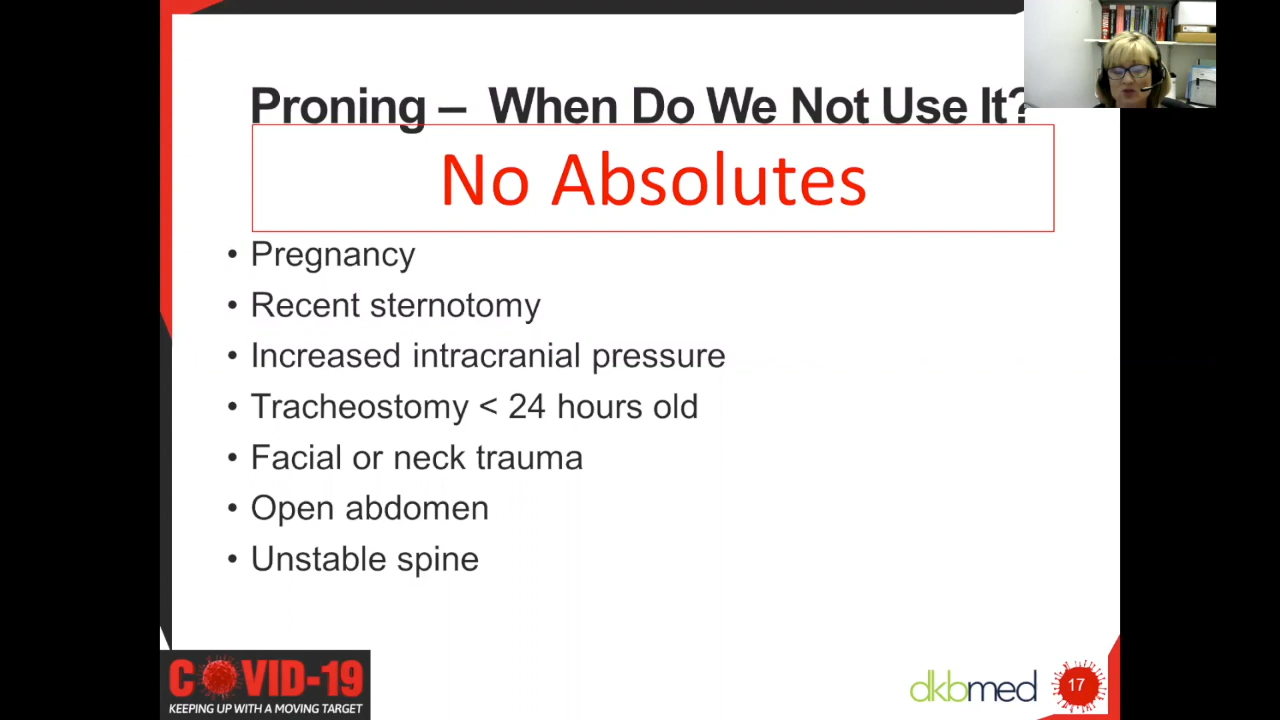 Proning – When Do We Not Use It?
No Absolutes
• Pregnancy
• Recent sternotomy
• Increased intracranial pressure
• Tracheostomy < 24 hours old
• Facial or neck trauma
• Open abdomen
• Unstable spine
COVID-19
KEEPING UP WITH A MOVING TARGET
dkbmed
17